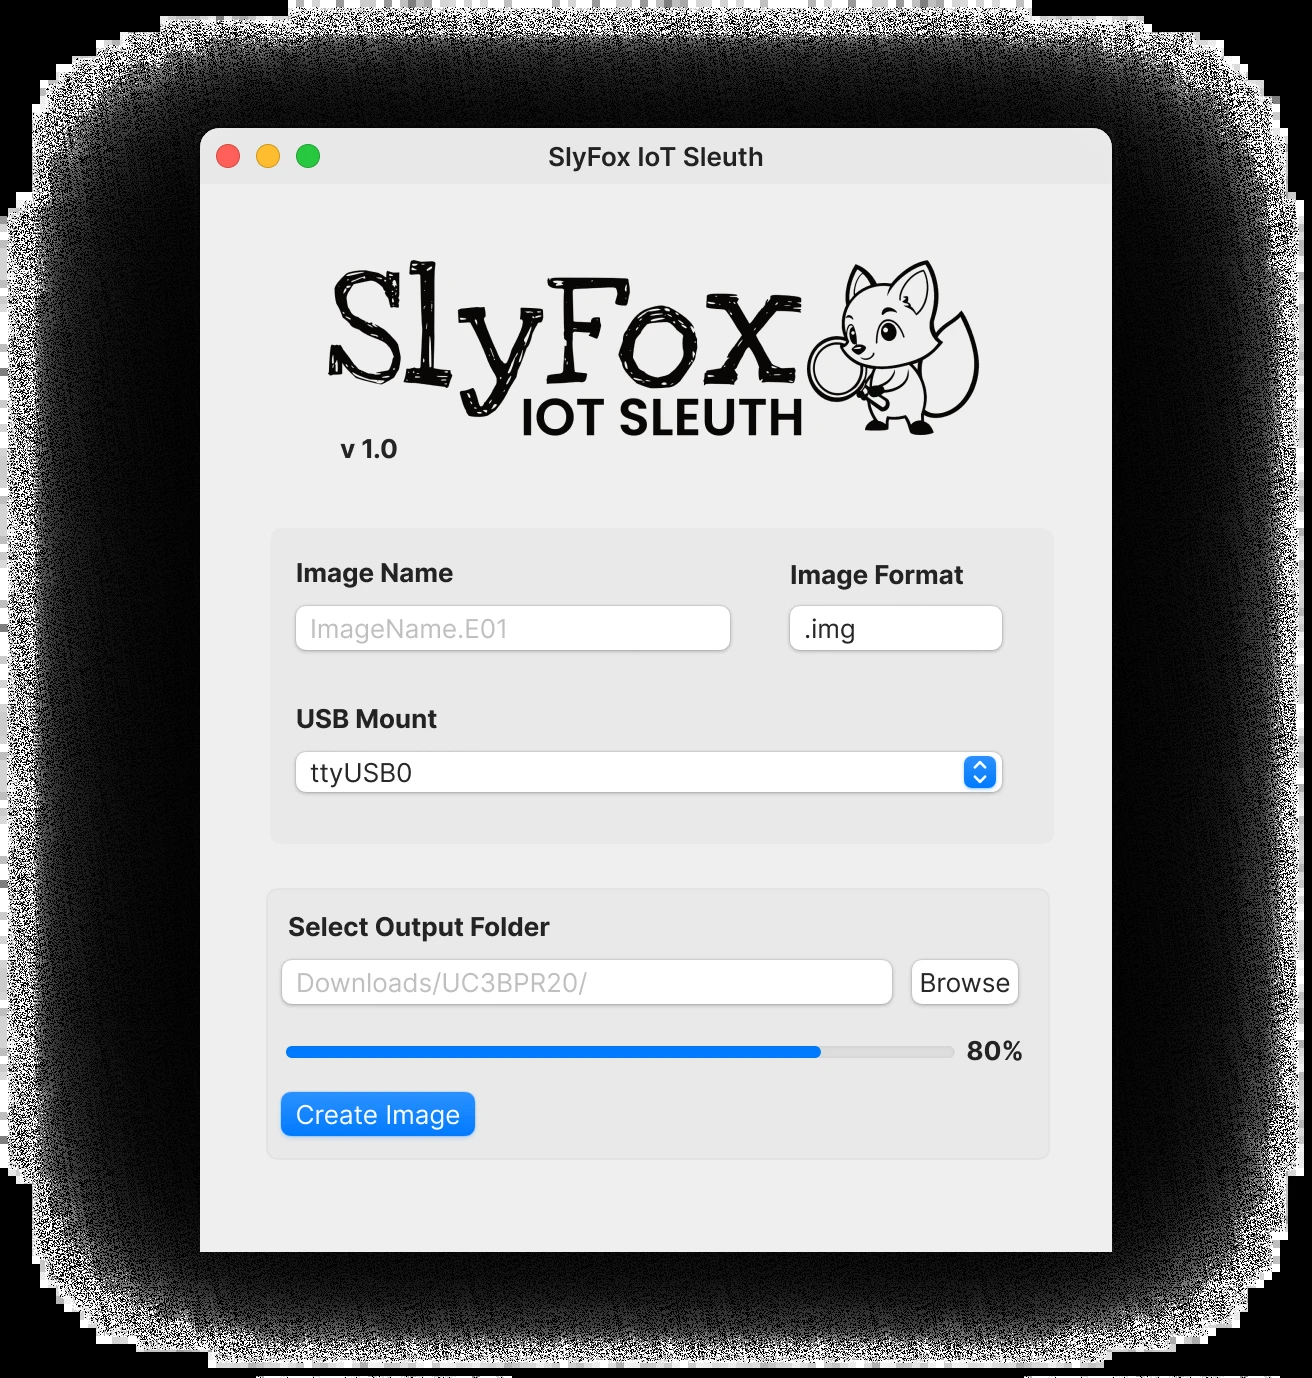 SlyFox IoT Sleuth
SlyFox
IOT SLEUTH
v 1.0
Image Name
Image Format
ImageName.E01
.img
USB Mount
ttyUSB0
Select Output Folder
Downloads/UC3BPR20/
Browse
80%
Create Image